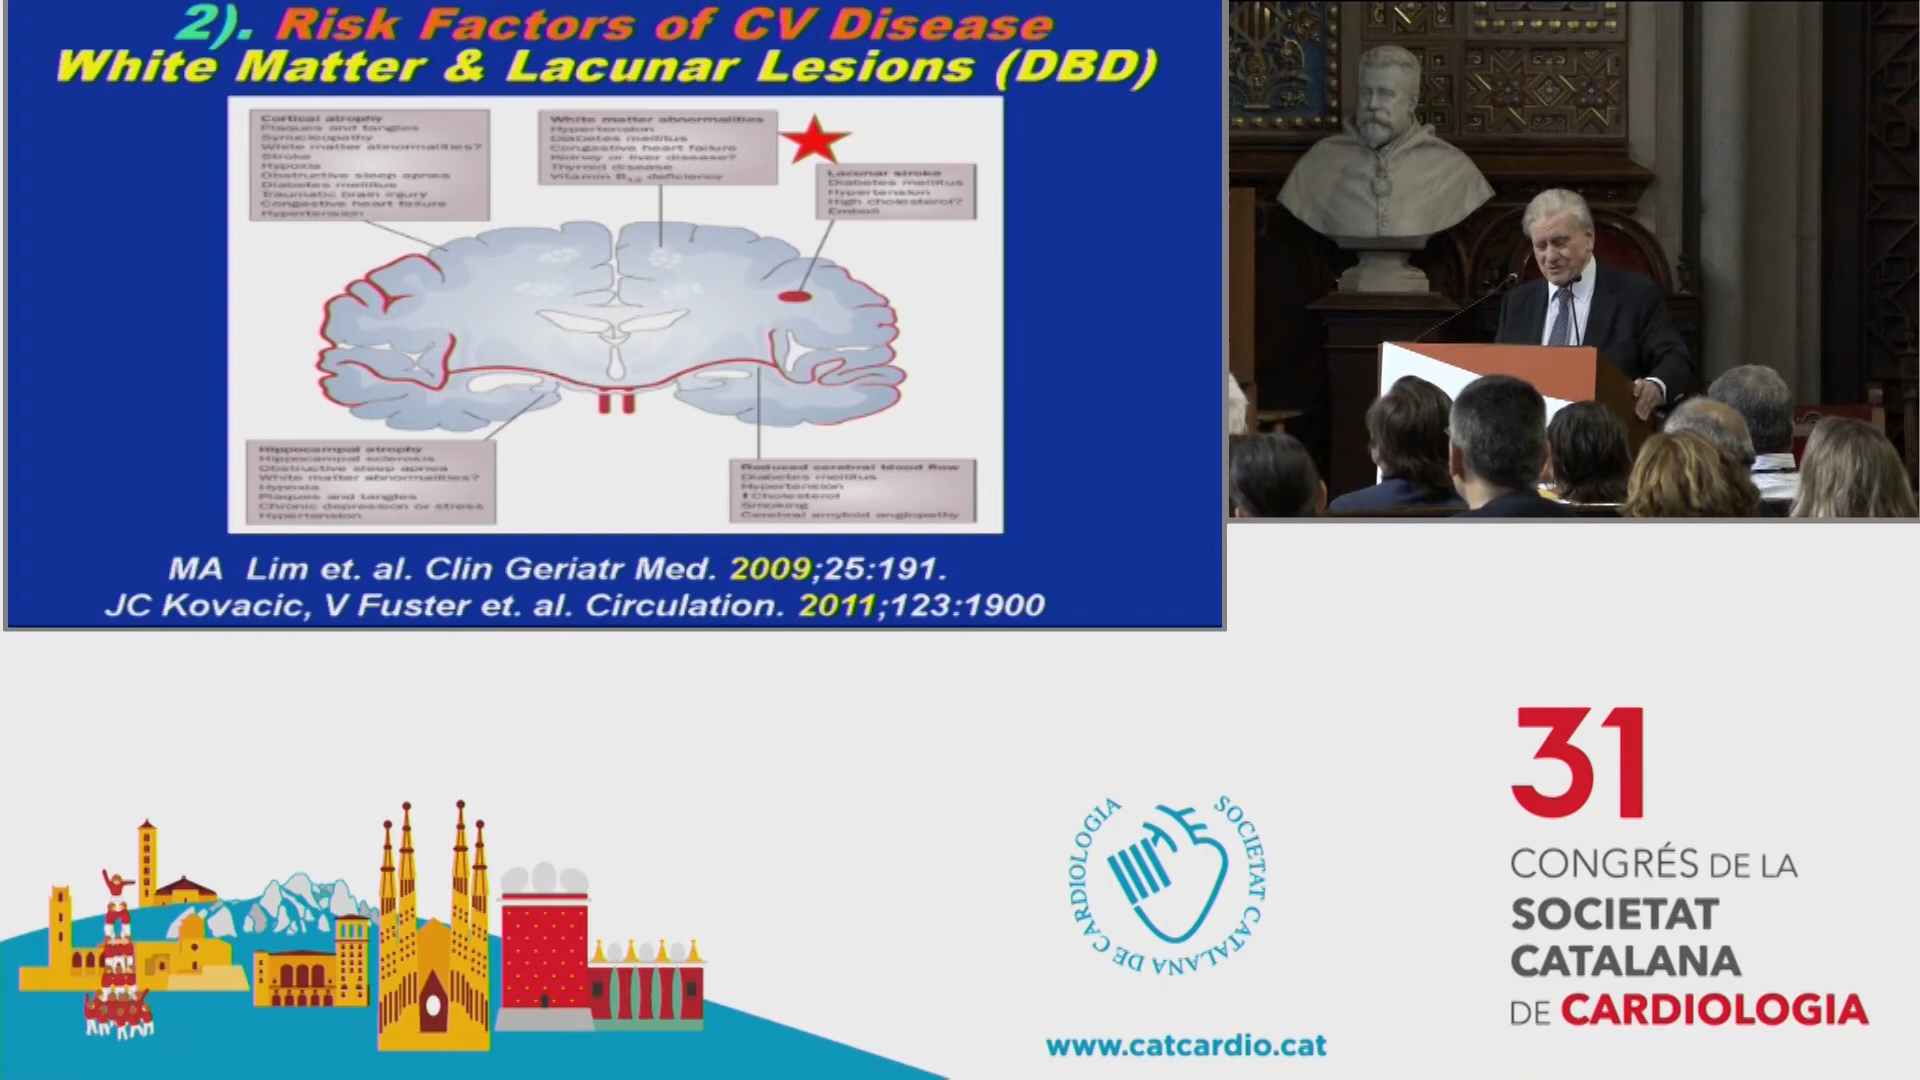 2). Risk Factors of CV Disease
White Matter & Lacunar Lesions (DBD)
Cortical atrophy
Plaques and tangles
Synucleopathy
White matter abnormalities?
Stroke
Hypoxia
Obstructive sleep apnea
Diabetes mellitus
Traumatic brain injury
Congestive heart failure
Hypertension
White matter abnormalities
Hypertension
Diabetes mellitus
Congestive heart failure
Kidney or liver disease?
Thyroid disease
Vitamin B12 deficiency
Lacunar stroke
Diabetes mellitus
Hypertension
High cholesterol?
Emboli
Hippocampal atrophy
Hippocampal sclerosis
Obstructive sleep apnea
White matter abnormalities?
Hypoxia
Plaques and tangles
Chronic depression or stress
Hypertension
Reduced cerebral blood flow
Diabetes mellitus
Hypertension
↑Cholesterol
Smoking
Cerebral amyloid angiopathy
MA Lim et. al. Clin Geriatr Med. 2009;25:191.
JC Kovacic, V Fuster et. al. Circulation. 2011;123:1900
SOCIETAT CATALANA DE CARDIOLOGIA
www.catcardio.cat
31
CONGRÉS DE LA
SOCIETAT
CATALANA
DE CARDIOLOGIA